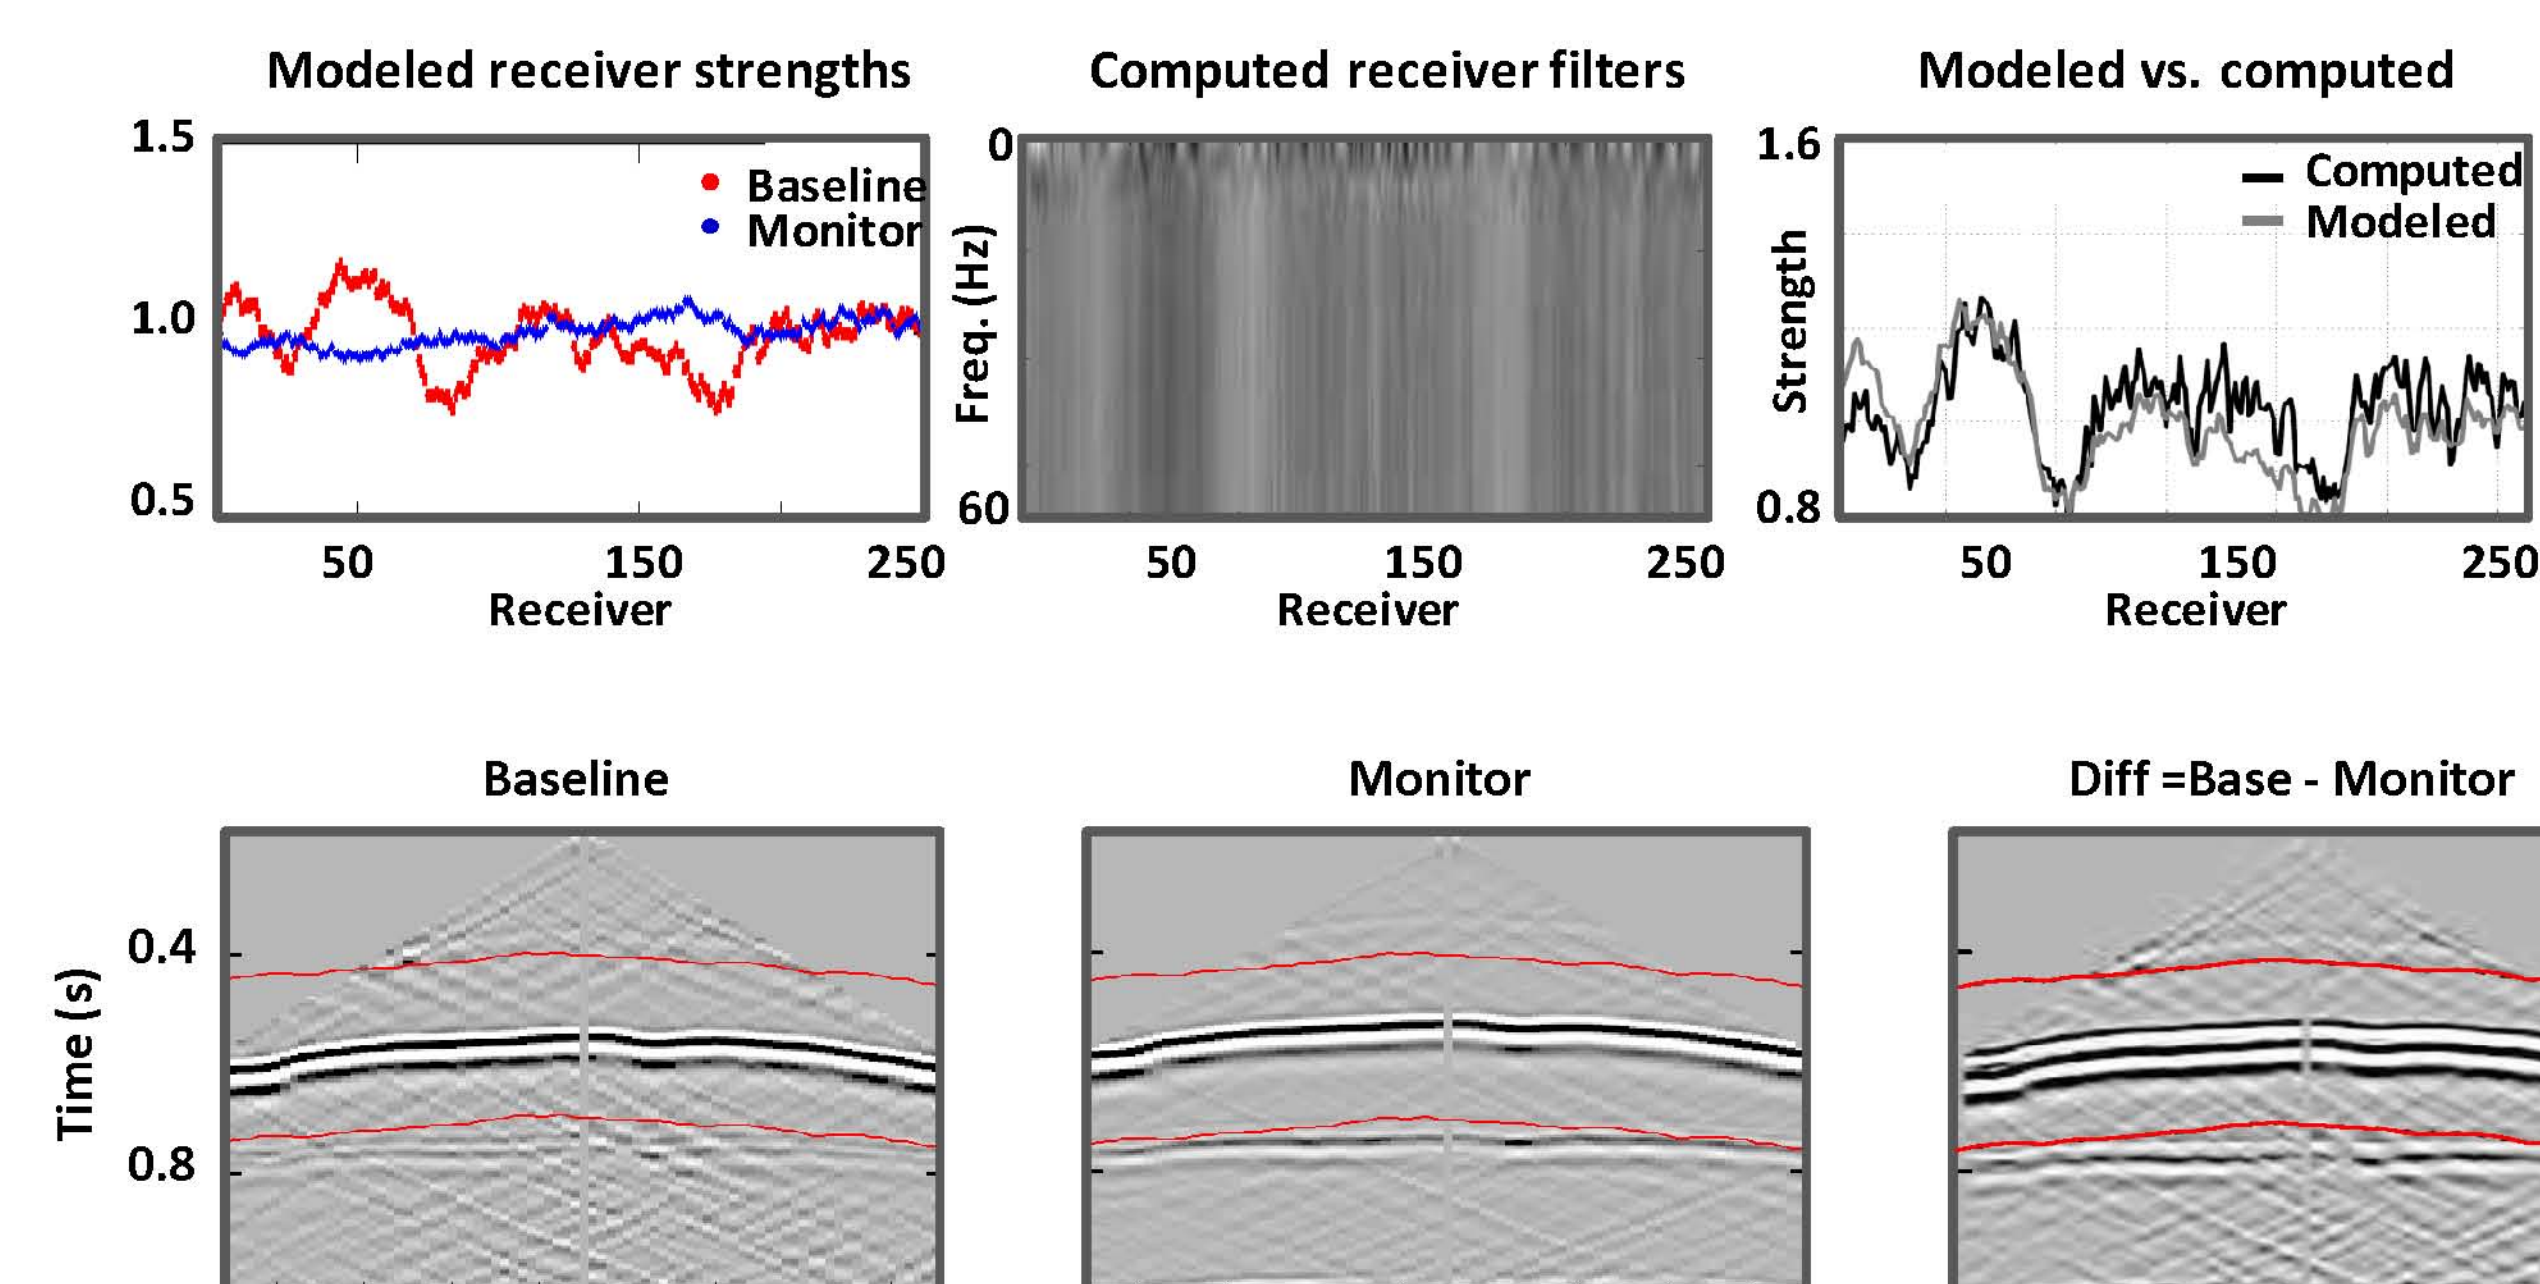 Modeled receiver strengths
1.5
1.0
0.5
Baseline
Monitor
50 150 250
Receiver
Computed receiver filters
0
Freq. (Hz)
60
50 150 250
Receiver
Modeled vs. computed
1.6
Strength
0.8
Computed
Modeled
50 150 250
Receiver
Baseline
Time (s)
0.4
0.8
Monitor
Diff =Base - Monitor